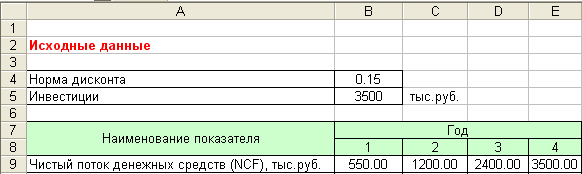 A B C D E
1
2 Исходные данные
3
4 Норма дисконта 0.15
5 Инвестиции 3500 тыс.руб.
6
7 Наименование показателя Год
8 1 2 3 4
9 Чистый поток денежных средств (NCF), тыс.руб. 550.00 1200.00 2400.00 3500.00